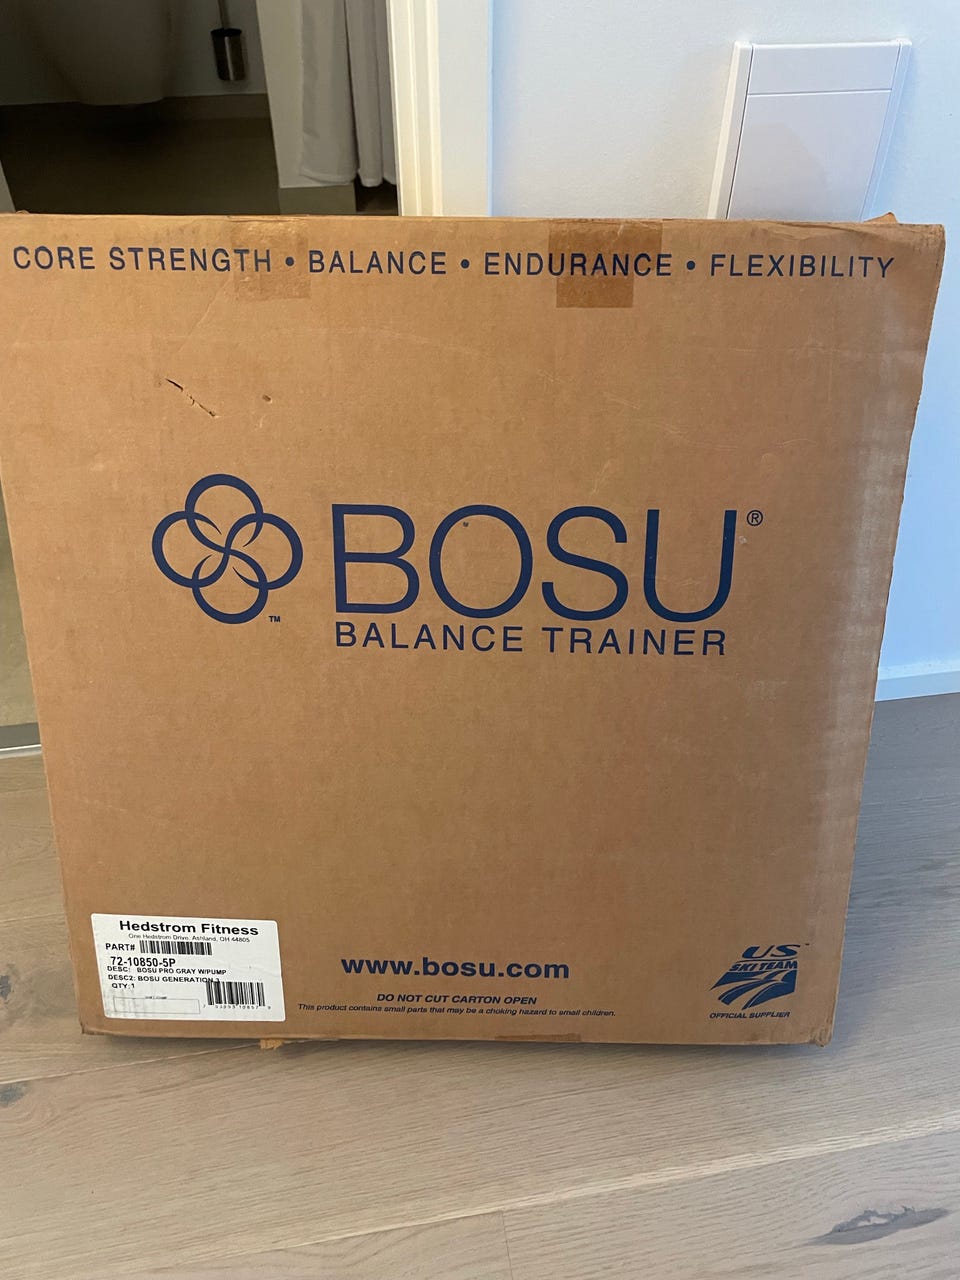 CORE STRENGTH • BALANCE • ENDURANCE • FLEXIBILITY
BOSU®
™
BALANCE TRAINER
Hedstrom Fitness
One Hedstrom Drive, Ashland, OH 44805
PART#
72-10850-5P
DESC: BOSU PRO GRAY W/PUMP
DESC2: BOSU GENERATION
QTY:1
www.bosu.com
DO NOT CUT CARTON OPEN
This product contains small parts that may be a choking hazard to small children.
US
SKI TEAM
OFFICIAL SUPPLIER